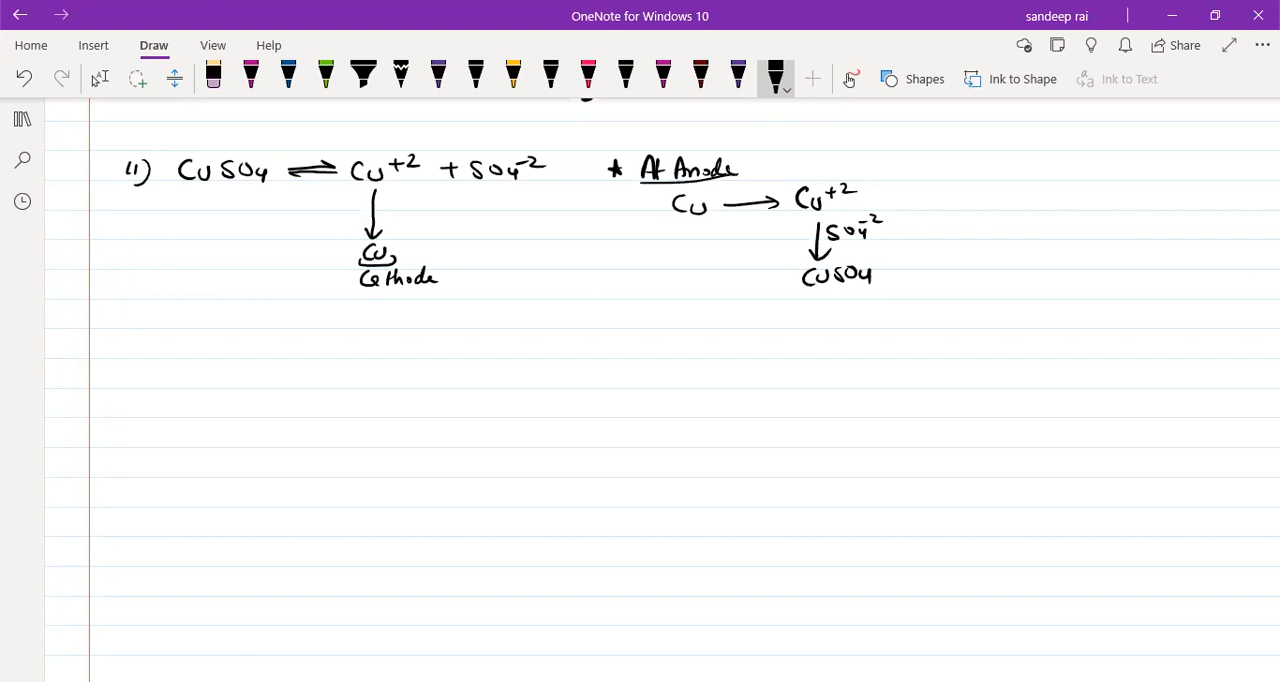 OneNote for Windows 10
sandeep rai
Home Insert Draw View Help
Share
Shapes Ink to Shape Ink to Text
11) CuSO4 ⇌ Cu+2 + SO4-2
↓
Cu
Cathode
* At Anode
Cu → Cu+2
↓ SO4-2
CuSO4